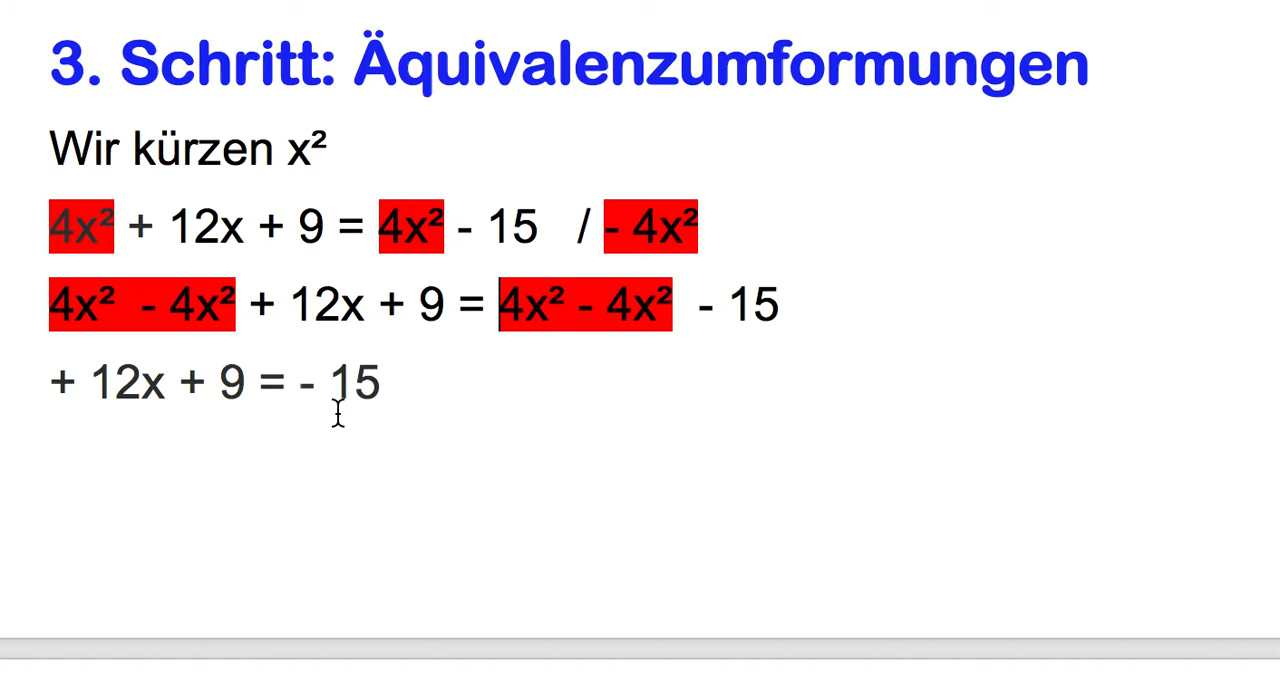 3. Schritt: Äquivalenzumformungen
Wir kürzen x²
4x² + 12x + 9 = 4x² - 15 / - 4x²
4x² - 4x² + 12x + 9 = 4x² - 4x² - 15
+ 12x + 9 = - 15